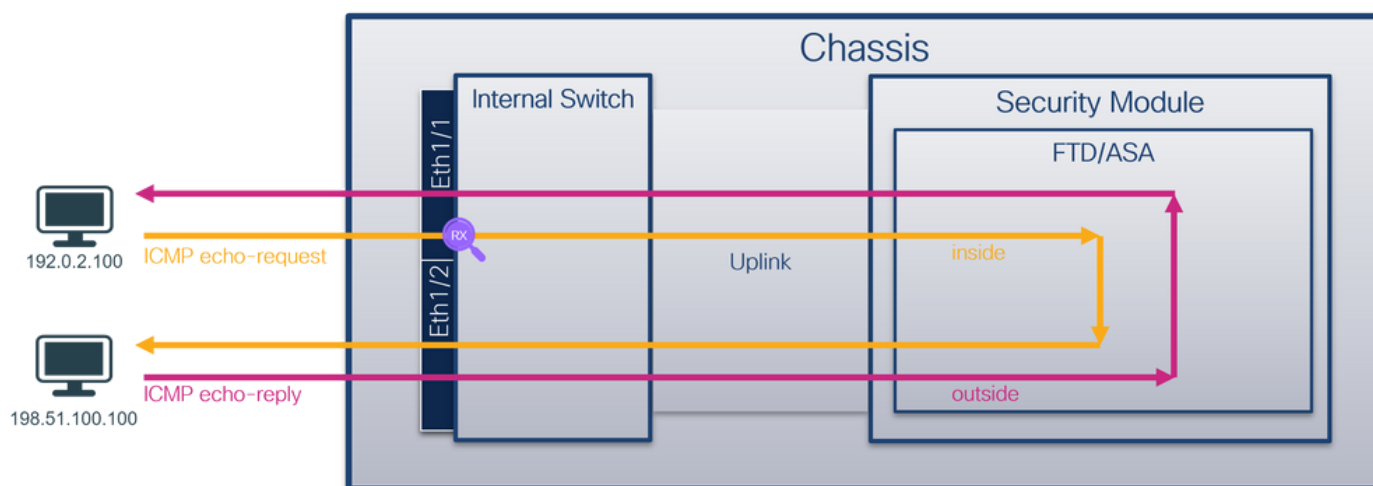 Chassis
Internal Switch
Security Module
FTD/ASA
Eth1/1
RX
192.0.2.100
ICMP echo-request
Uplink
inside
Eth1/2
198.51.100.100
ICMP echo-reply
outside